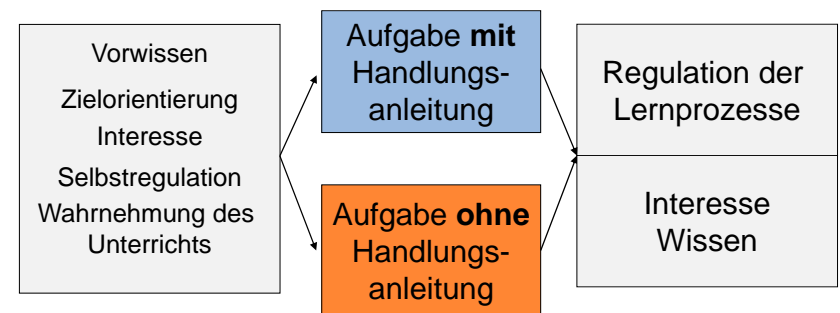 Vorwissen
Zielorientierung
Interesse
Selbstregulation
Wahrnehmung des
Unterrichts
Aufgabe mit
Handlungs-
anleitung
Aufgabe ohne
Handlungs-
anleitung
Regulation der
Lernprozesse
Interesse
Wissen